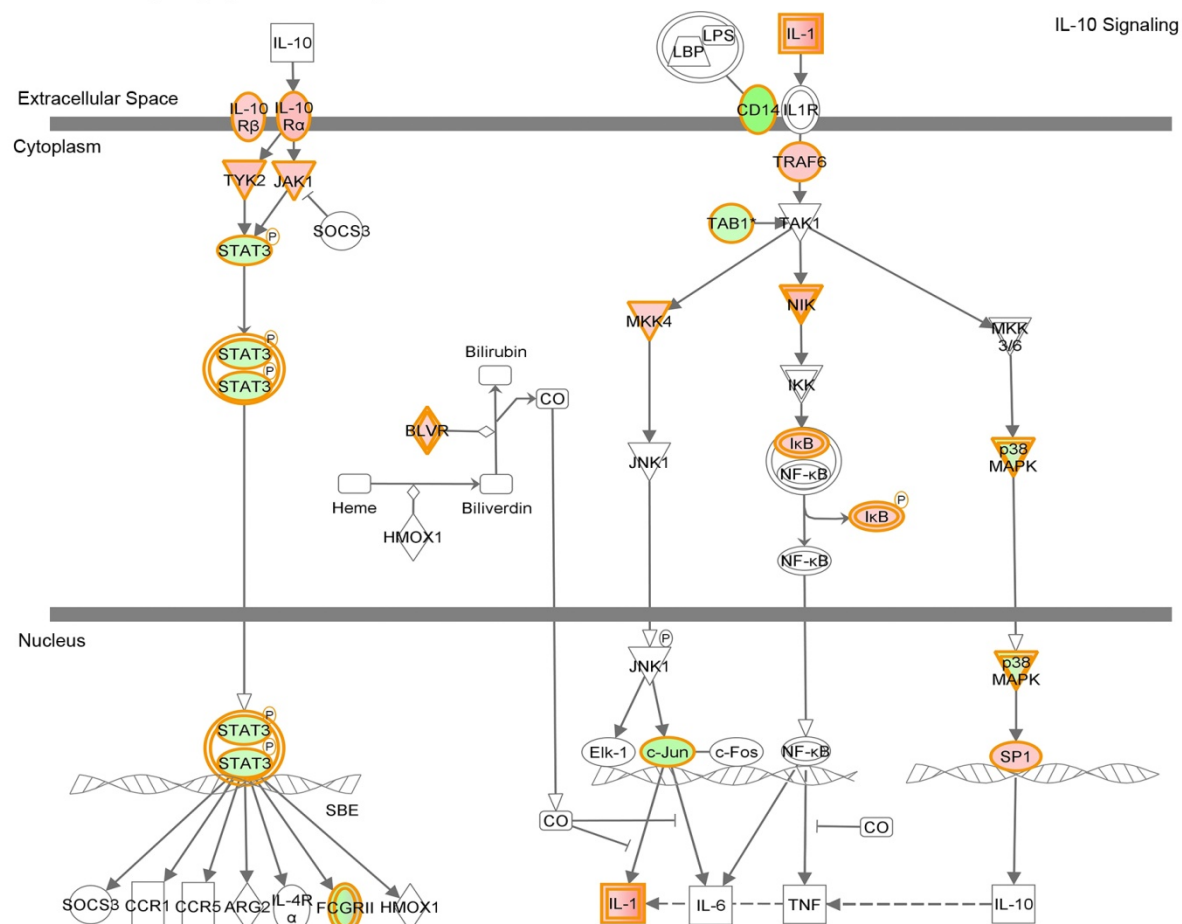 IL-10 Signaling
IL-10
LPS
LBP
IL-1
Extracellular Space
IL-10
Rβ
IL-10
Rα
CD14
IL1R
Cytoplasm
TYK2
JAK1
TRAF6
SOCS3
TAB1*
TAK1
P
STAT3
MKK4
NIK
MKK
3/6
P
STAT3
P
STAT3
Bilirubin
CO
IKK
BLVR
IκB
NF-κB
JNK1
p38
MAPK
Heme
Biliverdin
P
IκB
HMOX1
NF-κB
Nucleus
P
JNK1
p38
MAPK
P
STAT3
P
STAT3
Elk-1
c-Jun
c-Fos
NF-κB
SP1
SBE
CO
CO
SOCS3
CCR1
CCR5
ARG2
IL-4R
α
FCGRII
HMOX1
IL-1
IL-6
TNF
IL-10